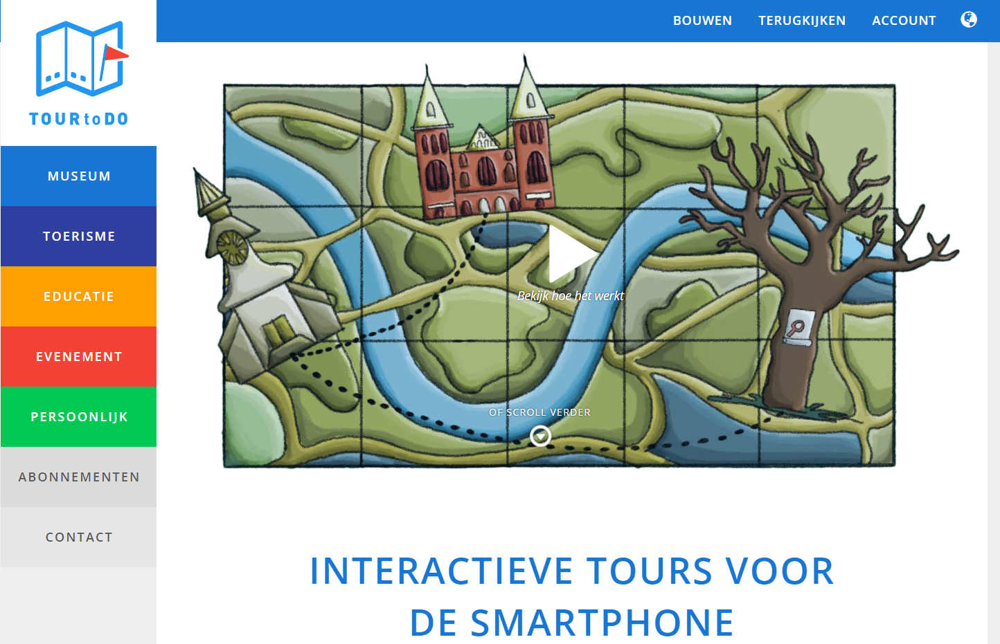 BOUWEN TERUGKIJKEN ACCOUNT
TOURtoDO
MUSEUM
TOERISME
EDUCATIE
EVENEMENT
PERSOONLIJK
ABONNEMENTEN
CONTACT
Bekijk hoe het werkt
OF SCROLL VERDER
INTERACTIEVE TOURS VOOR
DE SMARTPHONE